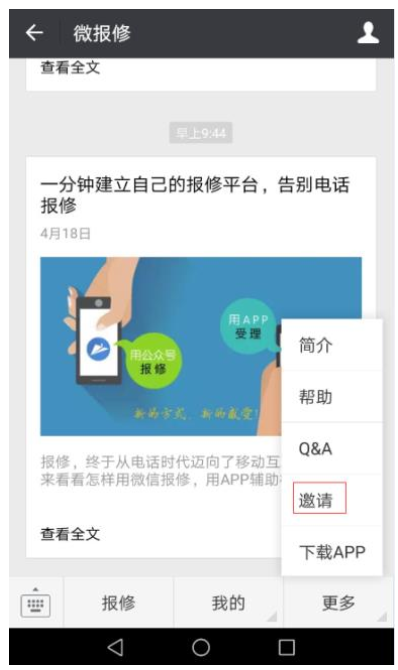 微报修
查看全文
早上9:44
一分钟建立自己的报修平台，告别电话
报修
4月18日
用APP
受理
用公众号
报修
新的方式，新的感受！
报修，终于从电话时代迈向了移动互
来看看怎样用微信报修，用APP辅助
查看全文
简介
帮助
Q&A
邀请
下载APP
报修
我的
更多